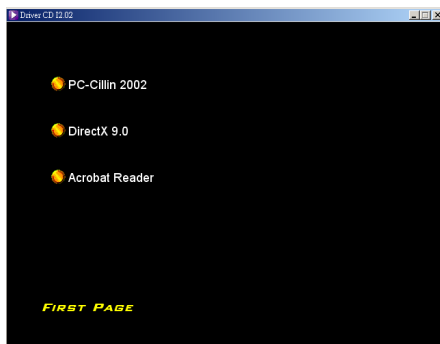 Driver CD I2.02
PC-Cillin 2002
DirectX 9.0
Acrobat Reader
First Page